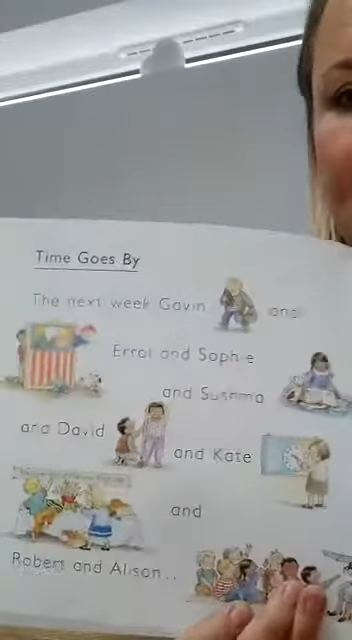 Time Goes By
The next week Gavin and
Errol and Sophie
and Sushma
and David
and Kate
and
Robert and Alison...